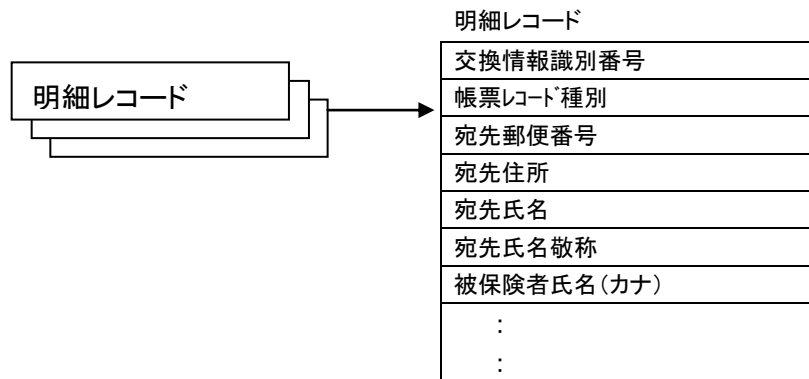 明細レコード
明細レコード
交換情報識別番号
帳票ﾚｺｰﾄﾞ種別
宛先郵便番号
宛先住所
宛先氏名
宛先氏名敬称
被保険者氏名(カナ)
:
: